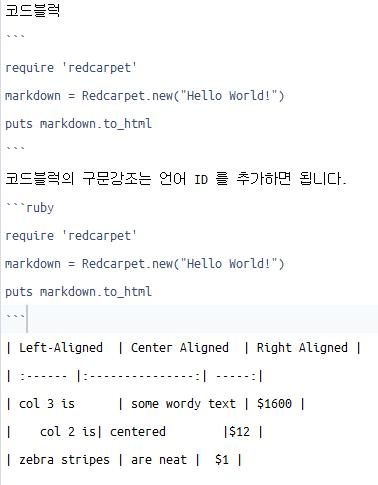 코드블럭
```
require 'redcarpet'
markdown = Redcarpet.new("Hello World!")
puts markdown.to_html
```
코드블럭의 구문강조는 언어 ID 를 추가하면 됩니다.
```ruby
require 'redcarpet'
markdown = Redcarpet.new("Hello World!")
puts markdown.to_html
```
| Left-Aligned  | Center Aligned  | Right Aligned |
| :------ |:---------------:| -----:|
| col 3 is      | some wordy text | $1600 |
|    col 2 is| centered        |$12 |
| zebra stripes | are neat |  $1 |